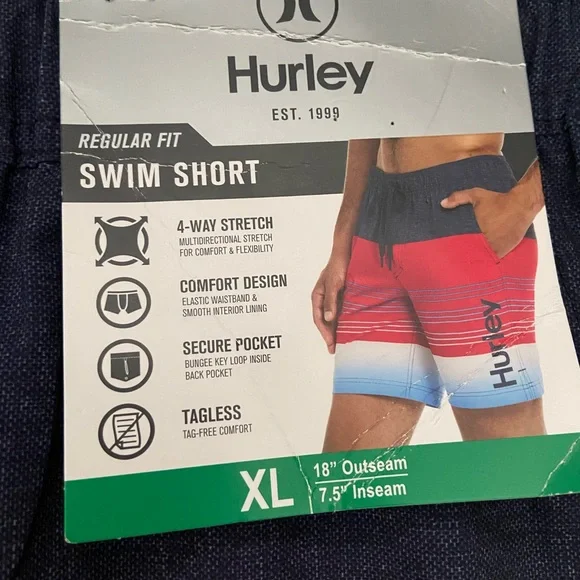 Hurley
EST. 1999
REGULAR FIT
SWIM SHORT
4-WAY STRETCH
MULTIDIRECTIONAL STRETCH
FOR COMFORT & FLEXIBILITY
COMFORT DESIGN
ELASTIC WAISTBAND &
SMOOTH INTERIOR LINING
SECURE POCKET
BUNGEE KEY LOOP INSIDE
BACK POCKET
TAGLESS
TAG-FREE COMFORT
Hurley
XL
18" Outseam
7.5" Inseam